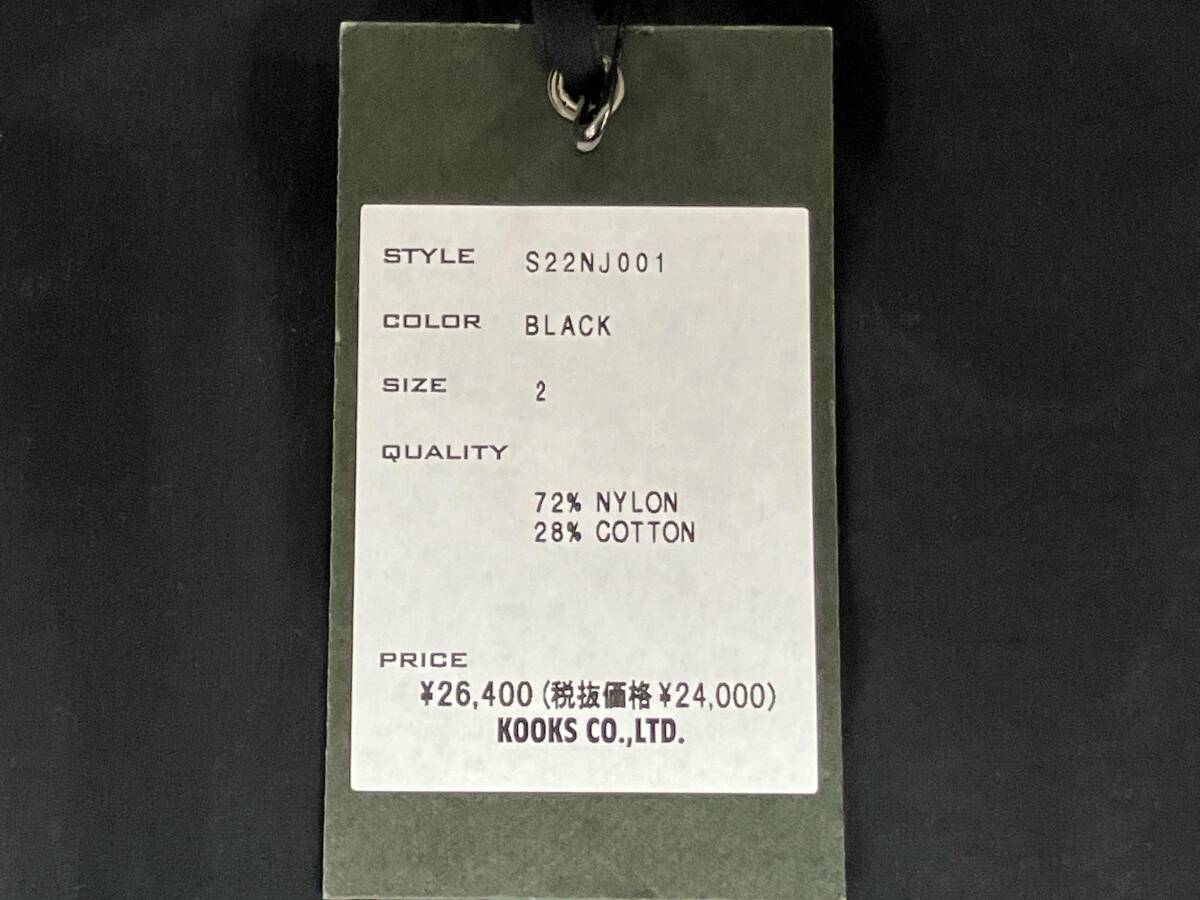 STYLE S22NJ001
COLOR BLACK
SIZE 2
QUALITY
72% NYLON
28% COTTON
PRICE
¥26,400(税抜価格¥24,000)
KOOKS CO.,LTD.